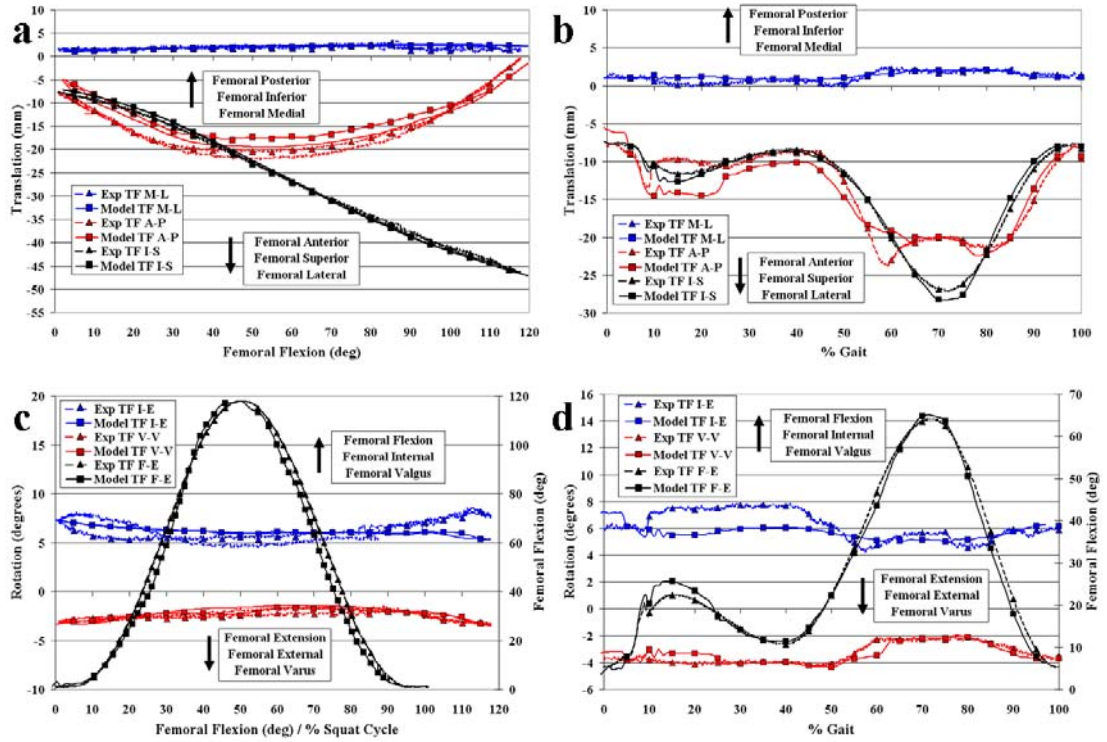 a
10
5
0
-5
-10
-15
-20
-25
-30
-35
-40
-45
-50
-55
Translation (mm)
Femoral Posterior
Femoral Inferior
Femoral Medial
Exp TF M-L
Model TF M-L
Exp TF A-P
Model TF A-P
Exp TF I-S
Model TF I-S
Femoral Anterior
Femoral Superior
Femoral Lateral
0 10 20 30 40 50 60 70 80 90 100 110 120
Femoral Flexion (deg)
b
10
5
0
-5
-10
-15
-20
-25
-30
Translation (mm)
Femoral Posterior
Femoral Inferior
Femoral Medial
Exp TF M-L
Model TF M-L
Exp TF A-P
Model TF A-P
Exp TF I-S
Model TF I-S
Femoral Anterior
Femoral Superior
Femoral Lateral
0 10 20 30 40 50 60 70 80 90 100
% Gait
c
20
15
10
5
0
-5
-10
Rotation (degrees)
Exp TF I-E
Model TF I-E
Exp TF V-V
Model TF V-V
Exp TF F-E
Model TF F-E
Femoral Flexion
Femoral Internal
Femoral Valgus
Femoral Extension
Femoral External
Femoral Varus
120
100
80
60
40
20
0
Femoral Flexion (deg)
0 10 20 30 40 50 60 70 80 90 100 110 120
Femoral Flexion (deg) / % Squat Cycle
d
16
14
12
10
8
6
4
2
0
-2
-4
-6
Rotation (degrees)
Exp TF I-E
Model TF I-E
Exp TF V-V
Model TF V-V
Exp TF F-E
Model TF F-E
Femoral Flexion
Femoral Internal
Femoral Valgus
Femoral Extension
Femoral External
Femoral Varus
70
60
50
40
30
20
10
0
Femoral Flexion (deg)
0 10 20 30 40 50 60 70 80 90 100
% Gait